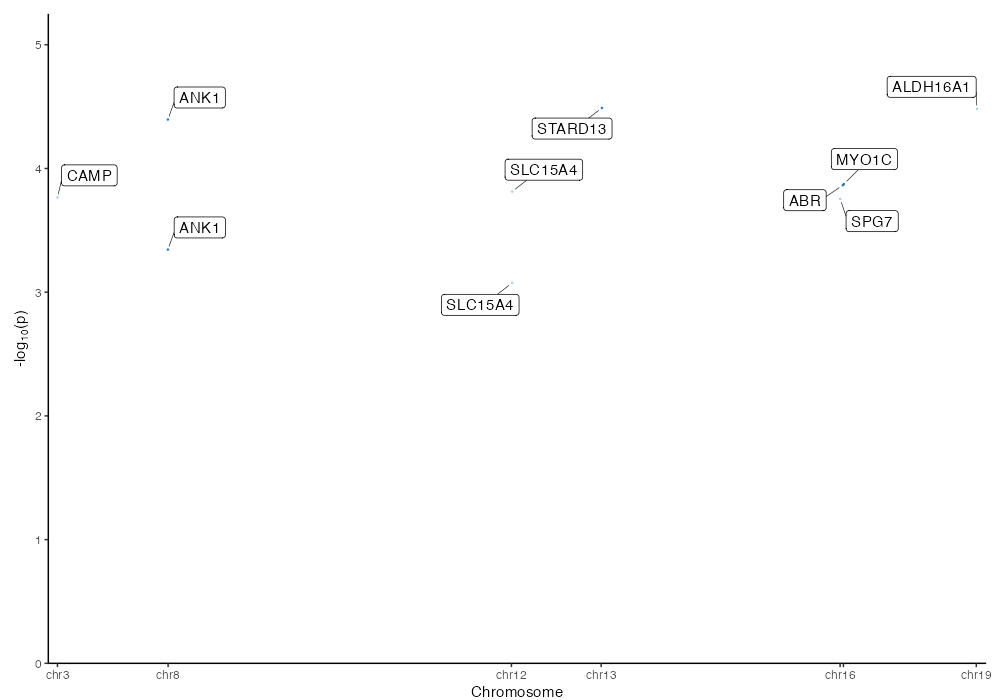 5
ALDH16A1
ANK1
STARD13
4
MYO1C
SLC15A4
CAMP
ABR
SPG7
ANK1
3
SLC15A4
-log10(p)
2
1
0
chr3 chr8 chr12 chr13 chr16 chr19
Chromosome